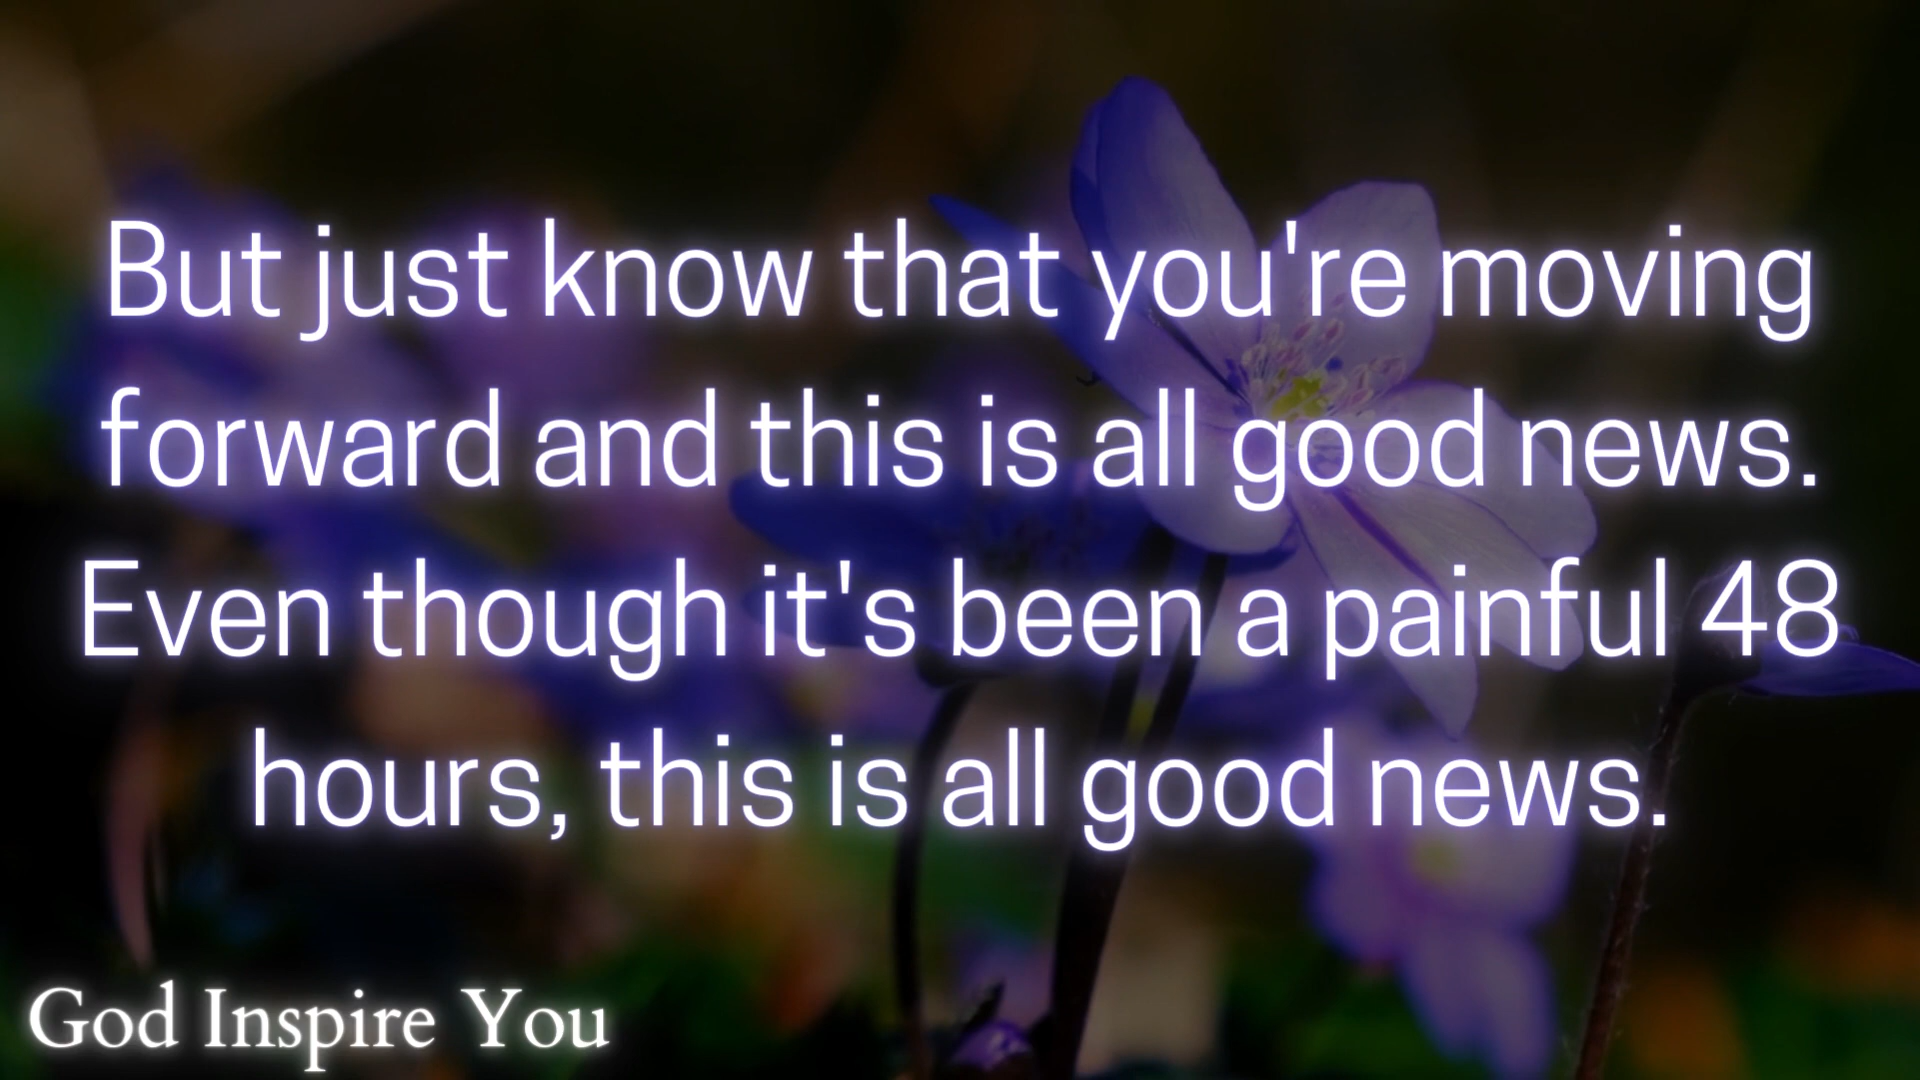 But just know that you're moving
forward and this is all good news.
Even though it's been a painful 48
hours, this is all good news.
God Inspire You